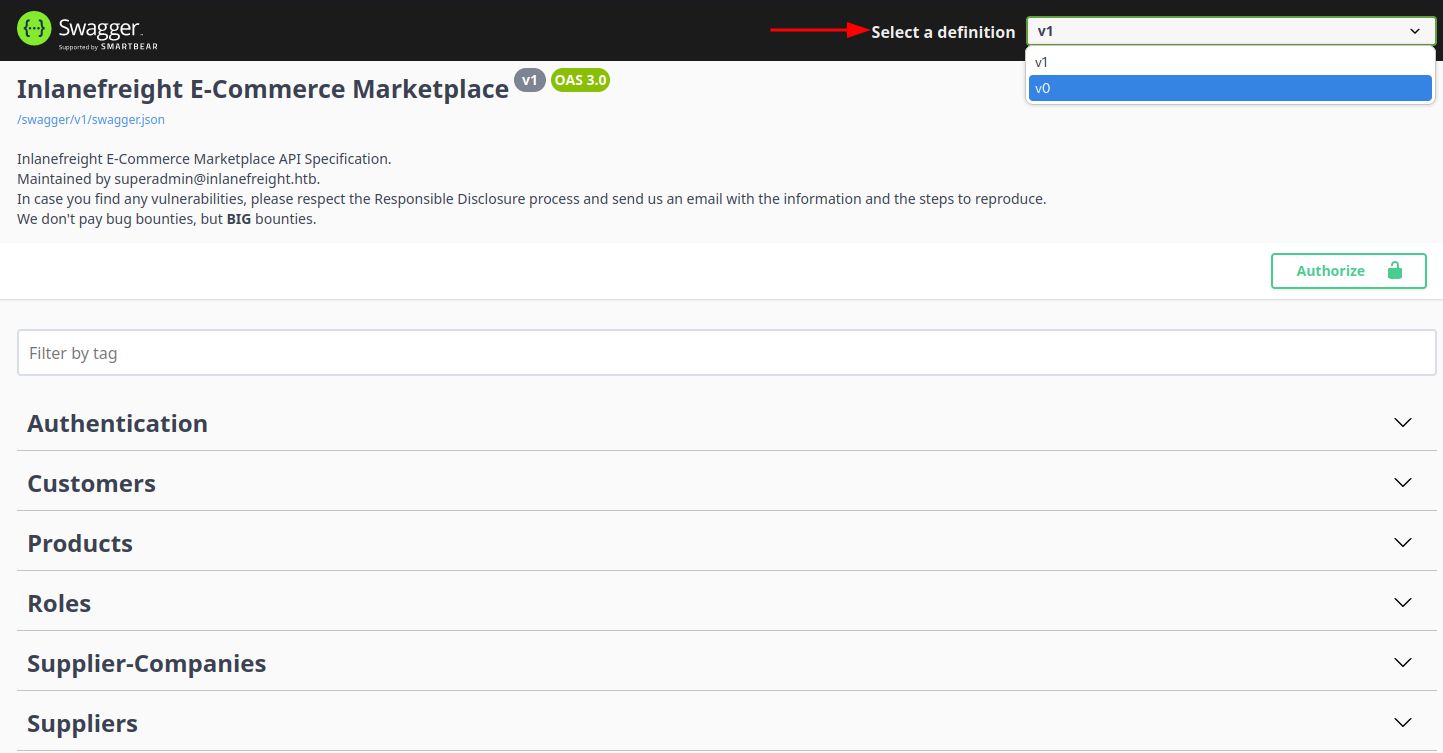 Swagger.
Supported by SMARTBEAR
Select a definition
v1
v1
v0
Inlanefreight E-Commerce Marketplace v1 OAS 3.0
/swagger/v1/swagger.json
Inlanefreight E-Commerce Marketplace API Specification.
Maintained by superadmin@inlanefreight.htb.
In case you find any vulnerabilities, please respect the Responsible Disclosure process and send us an email with the information and the steps to reproduce.
We don't pay bug bounties, but BIG bounties.
Authorize
Filter by tag
Authentication
Customers
Products
Roles
Supplier-Companies
Suppliers